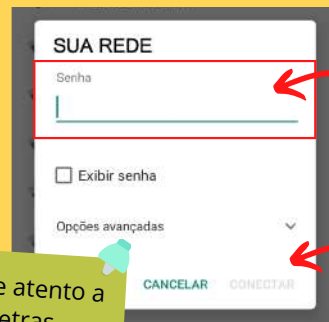 SUA REDE
Senha
Exibir senha
Opções avançadas
CANCELAR CONECTAR
atento a